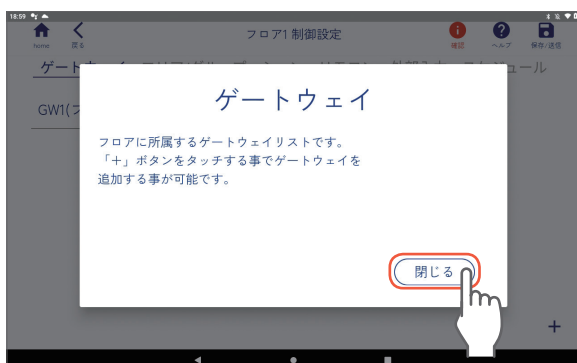 18:59
フロア1 制御設定
home
戻る
確認
ヘルプ
保存/送信
ゲート
ュール
GW1(フ
ゲートウェイ
フロアに所属するゲートウェイリストです。
「+」ボタンをタッチする事でゲートウェイを
追加する事が可能です。
閉じる
+